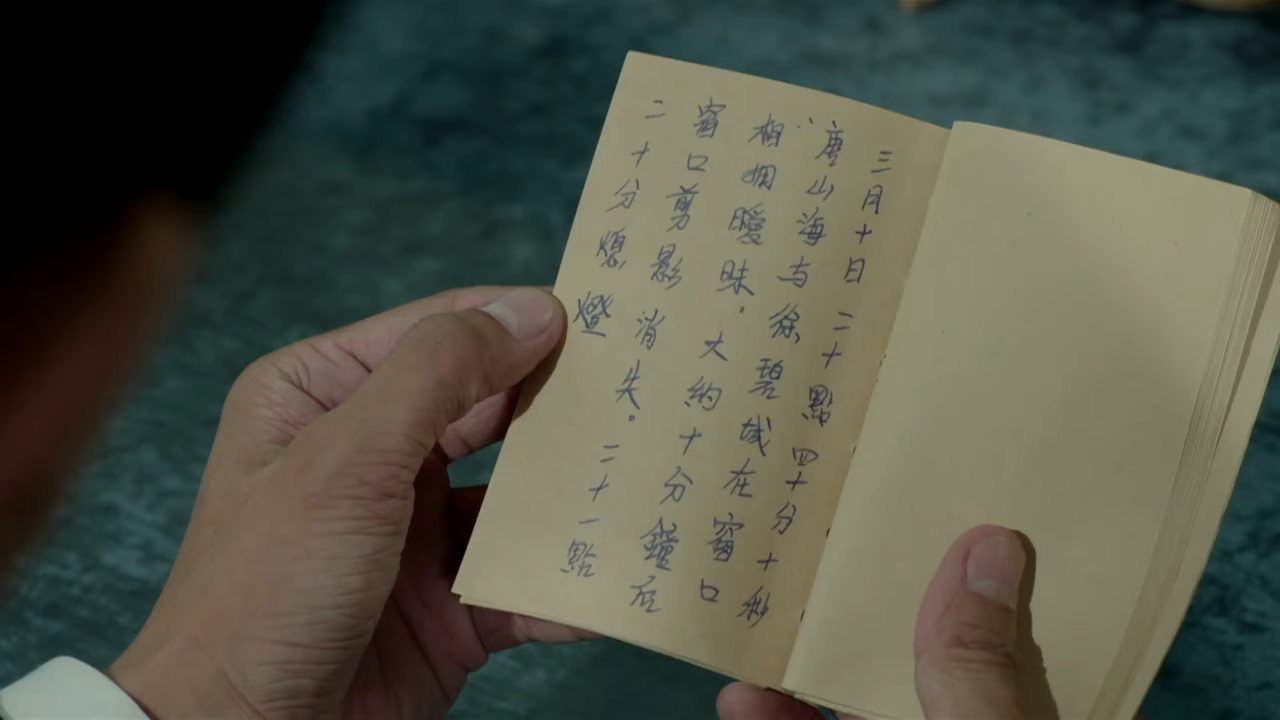 三月十日二十點四十分十秒
唐山海与徐碧城在窗口
相拥曖昧。大約十分鐘后
窗口剪影消失。二十一點
二十分熄燈